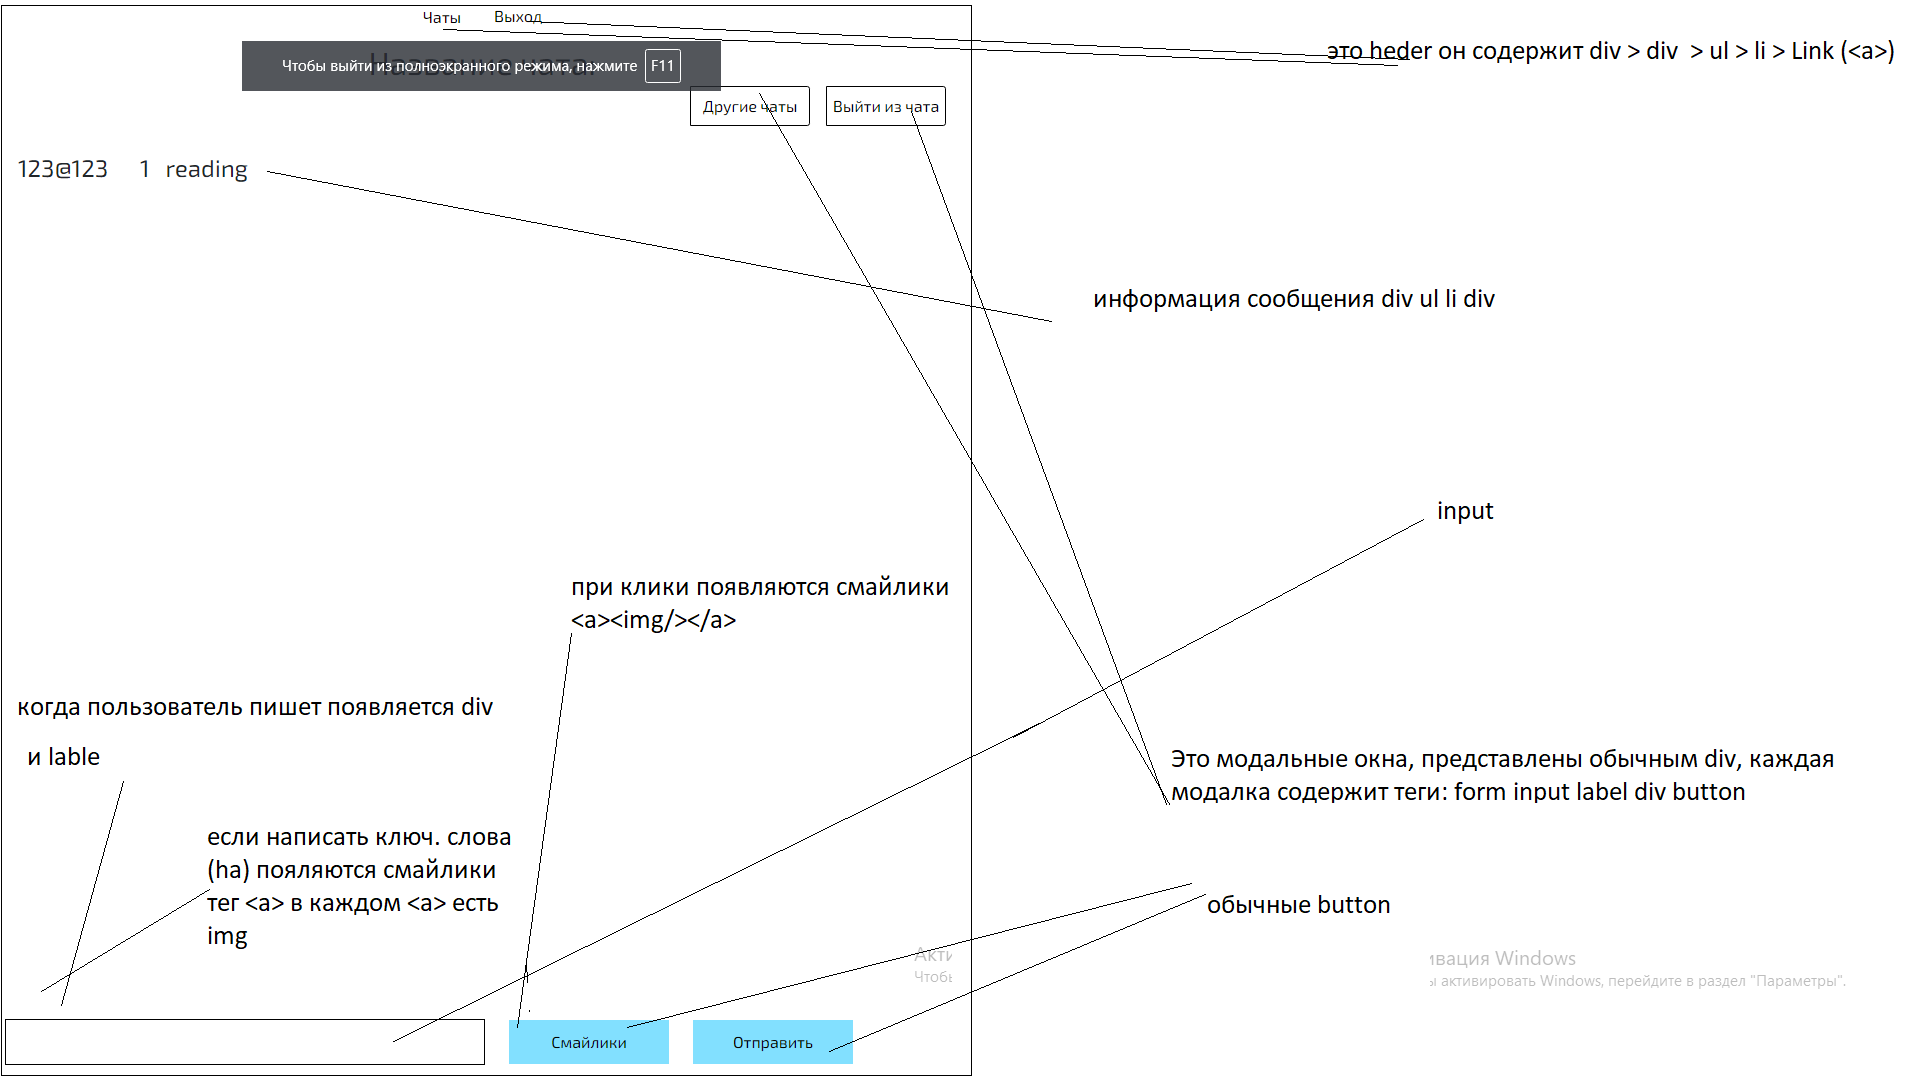 Чаты Выход
это heder он содержит div > div > ul > li > Link (<a>)
Название чата:
Чтобы выйти из полноэкранного режима, нажмите F11
Другие чаты Выйти из чата
123@123 1 reading
информация сообщения div ul li div
input
при клики появляются смайлики
<a><img/></a>
когда пользователь пишет появляется div
и lable
Это модальные окна, представлены обычным div, каждая
модалка содержит теги: form input label div button
если написать ключ. слова
(ha) пояляются смайлики
тег <a> в каждом <a> есть
img
обычные button
Акти
Чтобы
ивация Windows
ы активировать Windows, перейдите в раздел "Параметры".
Смайлики Отправить